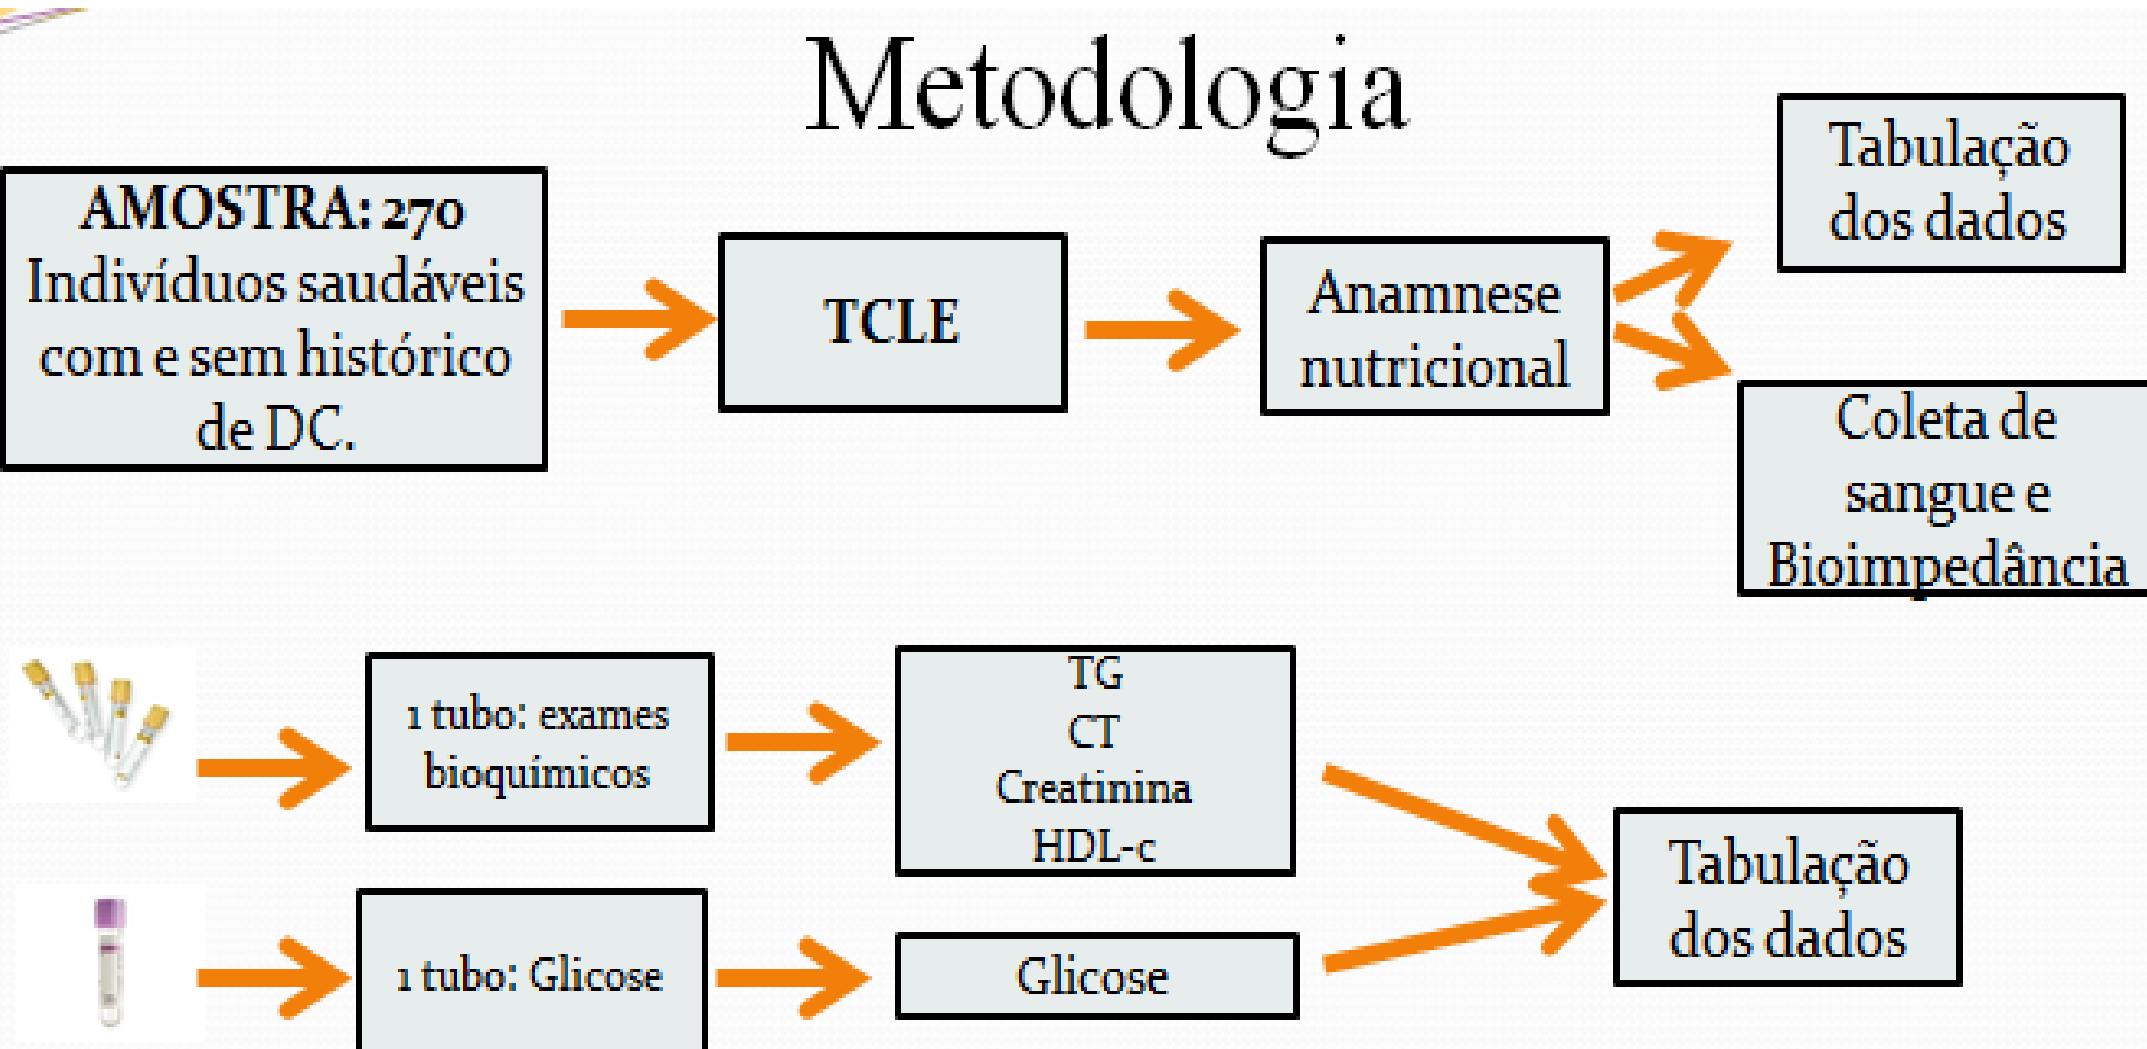 Metodologia
AMOSTRA: 270
Indivíduos saudáveis
com e sem histórico
de DC.
TCLE
Anamnese
nutricional
Tabulação
dos dados
Coleta de
sangue e
Bioimpedância
1 tubo: exames
bioquímicos
TG
CT
Creatinina
HDL-c
1 tubo: Glicose
Glicose
Tabulação
dos dados